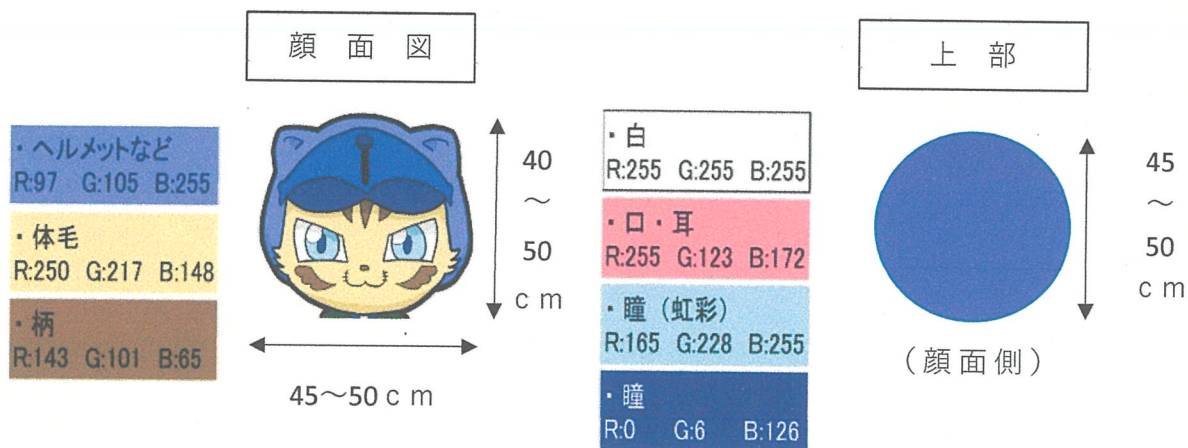 顔面図
・ヘルメットなど
R:97 G:105 B:255
・体毛
R:250 G:217 B:148
・柄
R:143 G:101 B:65
40
～
50
cm
45～50cm
上部
・白
R:255 G:255 B:255
・口・耳
R:255 G:123 B:172
・瞳（虹彩）
R:165 G:228 B:255
・瞳
R:0 G:6 B:126
45
～
50
cm
（顔面側）